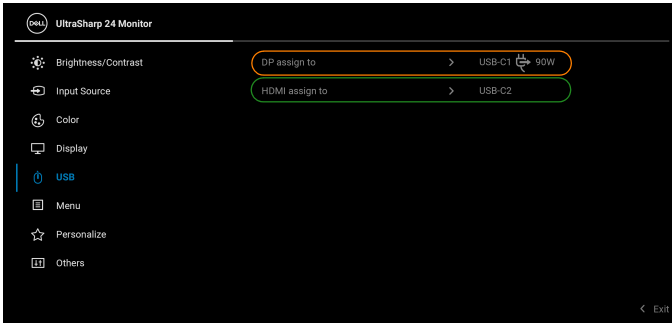 DELL UltraSharp 24 Monitor
Brightness/Contrast
DP assign to > USB-C1 90W
Input Source
HDMI assign to > USB-C2
Color
Display
USB
Menu
Personalize
Others
< Exit